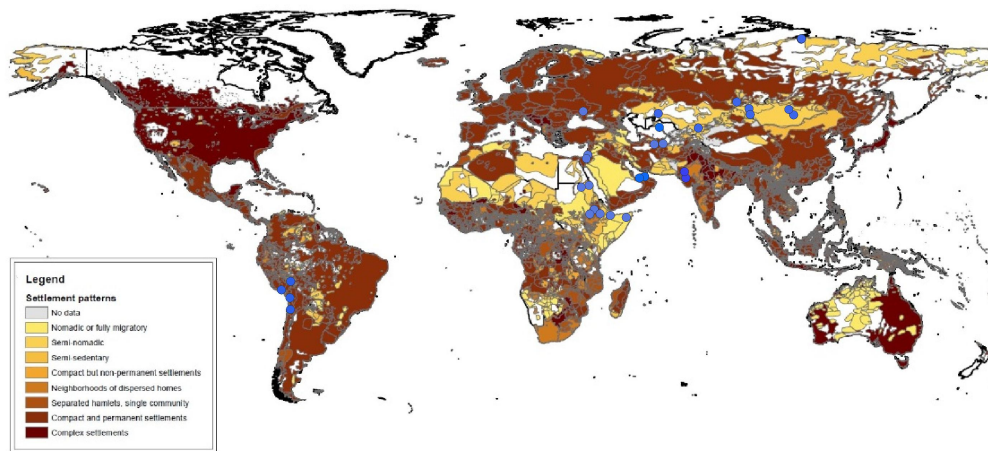 Legend
Settlement patterns
No data
Nomadic or fully migratory
Semi-nomadic
Semi-sedentary
Compact but non-permanent settlements
Neighborhoods of dispersed homes
Separated hamlets, single community
Compact and permanent settlements
Complex settlements